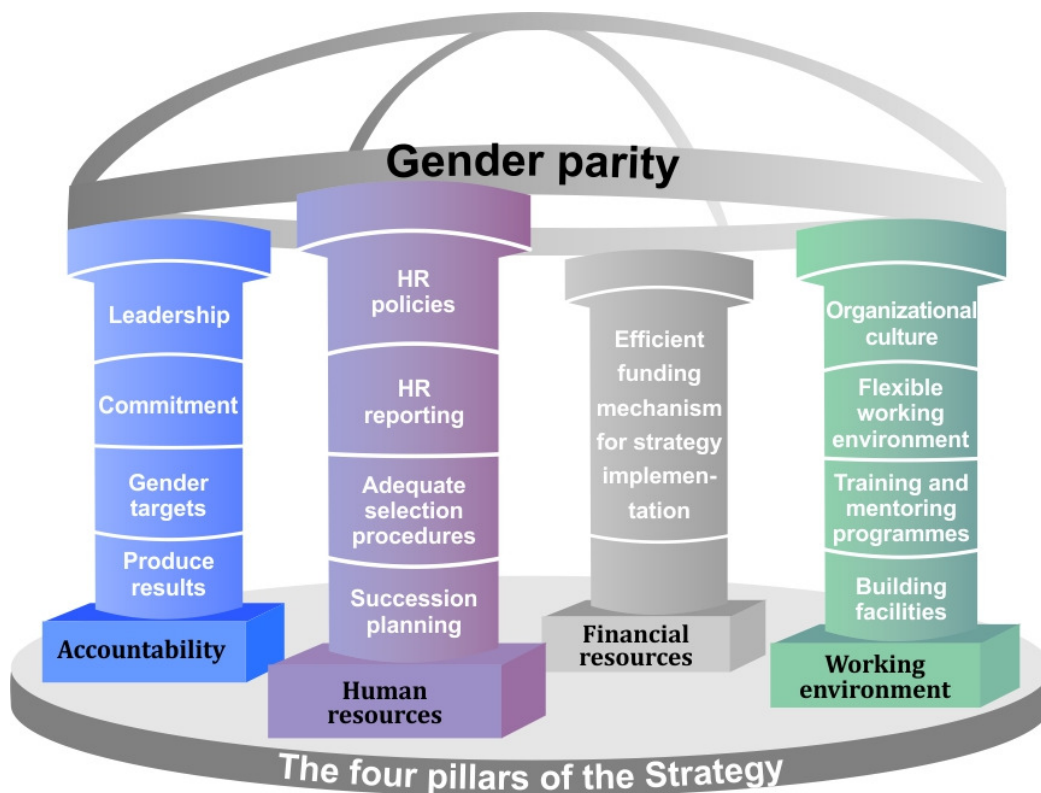 Gender parity
Leadership
Commitment
Gender
targets
Produce
results
Accountability
HR
policies
HR
reporting
Adequate
selection
procedures
Succession
planning
Human
resources
Efficient
funding
mechanism
for strategy
implemen-
tation
Financial
resources
Organizational
culture
Flexible
working
environment
Training and
mentoring
programmes
Building
facilities
Working
environment
The four pillars of the Strategy